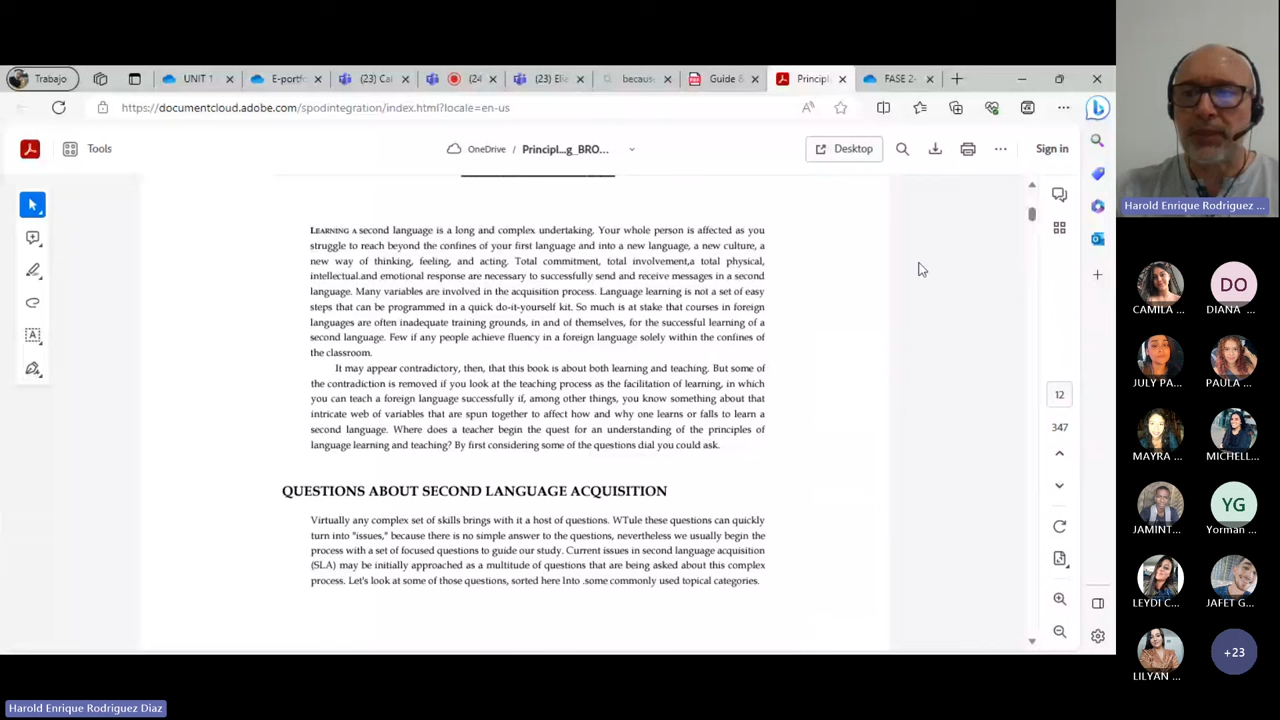 Trabajo
UNIT 1
E-portfo
(23) Cal
(24
(23) Elie
becaus
Guide &
Principl
FASE 2-
https://documentcloud.adobe.com/spodintegration/index.html?locale=en-us
Tools
OneDrive / Principl...g_BRO...
Desktop
Sign in
LEARNING A second language is a long and complex undertaking. Your whole person is affected as you
struggle to reach beyond the confines of your first language and into a new language, a new culture, a
new way of thinking, feeling, and acting. Total commitment, total involvement,a total physical,
intellectual.and emotional response are necessary to successfully send and receive messages in a second
language. Many variables are involved in the acquisition process. Language learning is not a set of easy
steps that can be programmed in a quick do-it-yourself kit. So much is at stake that courses in foreign
languages are often inadequate training grounds, in and of themselves, for the successful learning of a
second language. Few if any people achieve fluency in a foreign language solely within the confines of
the classroom.
It may appear contradictory, then, that this book is about both learning and teaching. But some of
the contradiction is removed if you look at the teaching process as the facilitation of learning, in which
you can teach a foreign language successfully if, among other things, you know something about that
intricate web of variables that are spun together to affect how and why one learns or falls to learn a
second language. Where does a teacher begin the quest for an understanding of the principles of
language learning and teaching? By first considering some of the questions dial you could ask.
QUESTIONS ABOUT SECOND LANGUAGE ACQUISITION
Virtually any complex set of skills brings with it a host of questions. WTule these questions can quickly
turn into "issues," because there is no simple answer to the questions, nevertheless we usually begin the
process with a set of focused questions to guide our study. Current issues in second language acquisition
(SLA) may be initially approached as a multitude of questions that are being asked about this complex
process. Let's look at some of those questions, sorted here Into .some commonly used topical categories.
12
347
Harold Enrique Rodriguez ...
CAMILA ...
DO
DIANA ...
JULY PA...
PAULA ...
MAYRA ...
MICHELL...
JAMINT...
YG
Yorman ...
LEYDI C...
JAFET G...
LILYAN ...
+23
Harold Enrique Rodriguez Diaz